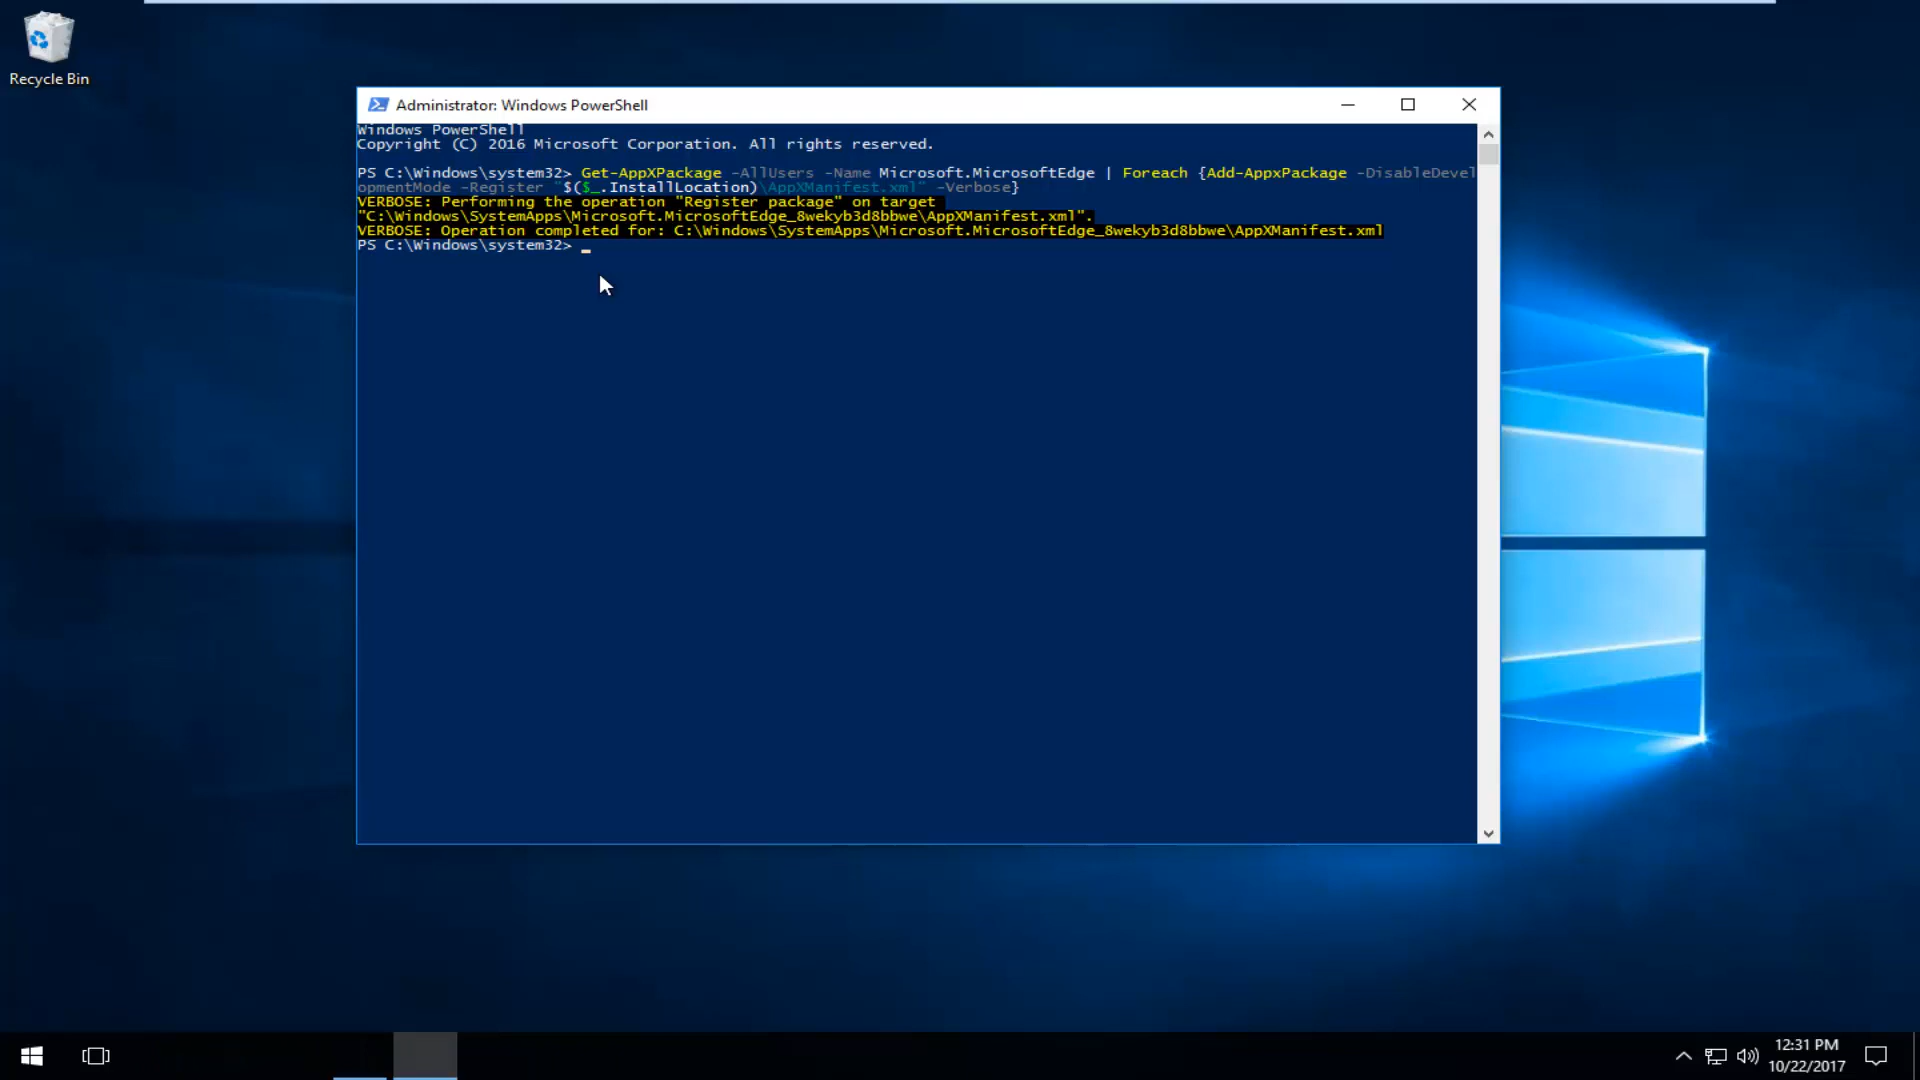 Recycle Bin
Administrator: Windows PowerShell
Windows PowerShell
Copyright (C) 2016 Microsoft Corporation. All rights reserved.
PS C:\Windows\system32> Get-AppXPackage -AllUsers -Name Microsoft.MicrosoftEdge | Foreach {Add-AppxPackage -DisableDevel
opmentMode -Register "$($_.InstallLocation)\AppXManifest.xml" -Verbose}
VERBOSE: Performing the operation "Register package" on target
"C:\Windows\SystemApps\Microsoft.MicrosoftEdge_8wekyb3d8bbwe\AppXManifest.xml".
VERBOSE: Operation completed for: C:\Windows\SystemApps\Microsoft.MicrosoftEdge_8wekyb3d8bbwe\AppXManifest.xml
PS C:\Windows\system32> _
12:31 PM
10/22/2017